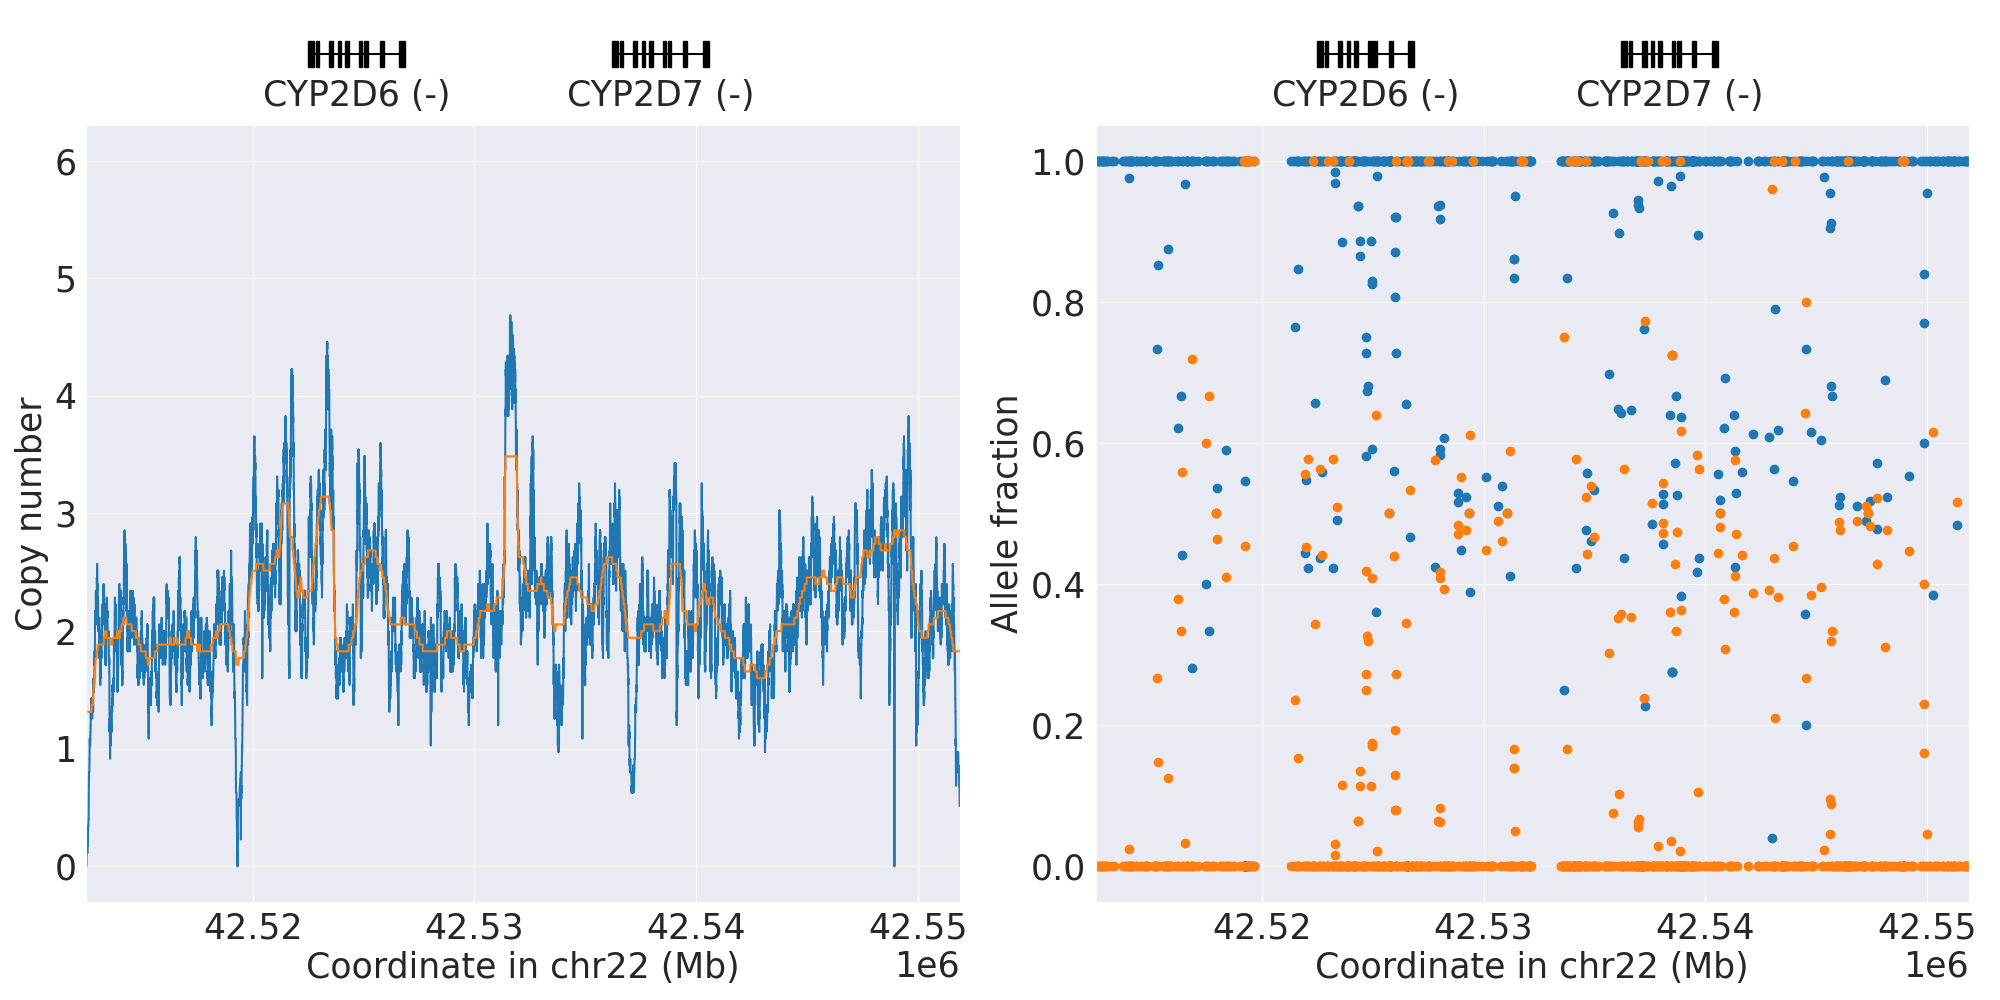 CYP2D6 (-) CYP2D7 (-)
Copy number
6
5
4
3
2
1
0
42.52 42.53 42.54 42.55
Coordinate in chr22 (Mb) 1e6
CYP2D6 (-) CYP2D7 (-)
Allele fraction
1.0
0.8
0.6
0.4
0.2
0.0
42.52 42.53 42.54 42.55
Coordinate in chr22 (Mb) 1e6